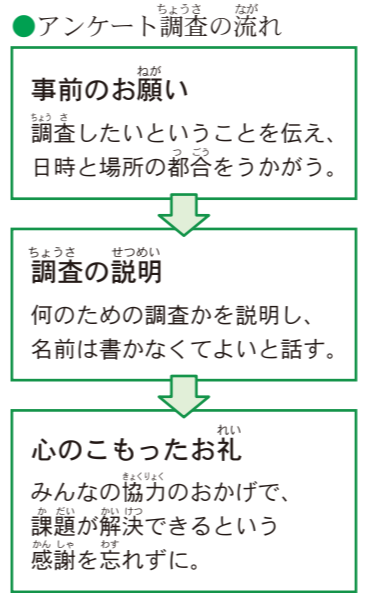 ●アンケート調査の流れ
事前のお願い
調査したいということを伝え、
日時と場所の都合をうかがう。
調査の説明
何のための調査かを説明し、
名前は書かなくてよいと話す。
心のこもったお礼
みんなの協力のおかげで、
課題が解決できるという
感謝を忘れずに。